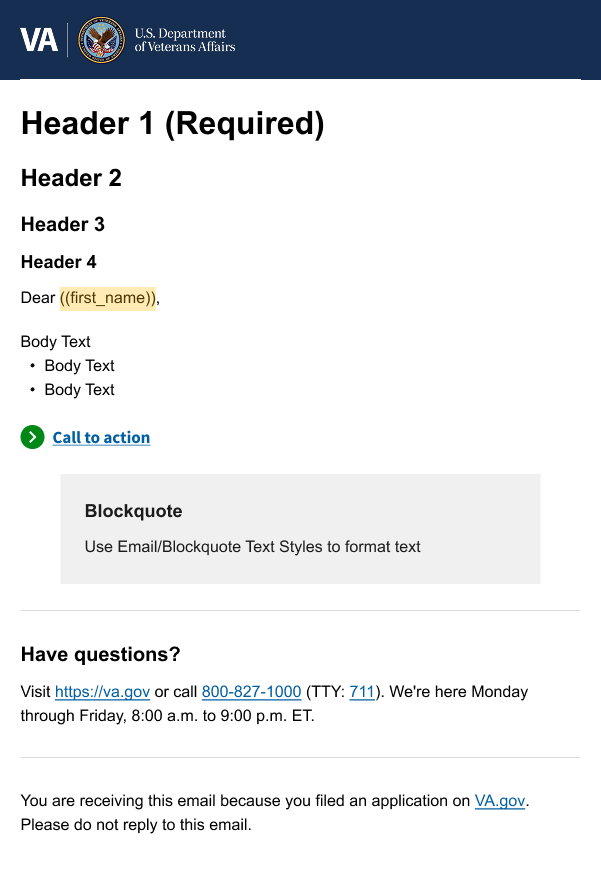 VA
U.S. Department
of Veterans Affairs
Header 1 (Required)
Header 2
Header 3
Header 4
Dear ((first_name)),
Body Text
• Body Text
• Body Text
Call to action
Blockquote
Use Email/Blockquote Text Styles to format text
Have questions?
Visit https://va.gov or call 800-827-1000 (TTY: 711). We're here Monday
through Friday, 8:00 a.m. to 9:00 p.m. ET.
You are receiving this email because you filed an application on VA.gov.
Please do not reply to this email.